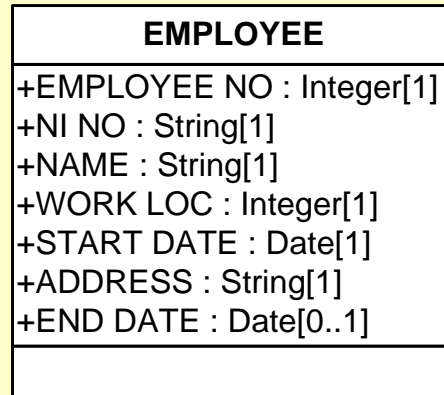 EMPLOYEE
+EMPLOYEE NO : Integer[1]
+NI NO : String[1]
+NAME : String[1]
+WORK LOC : Integer[1]
+START DATE : Date[1]
+ADDRESS : String[1]
+END DATE : Date[0..1]